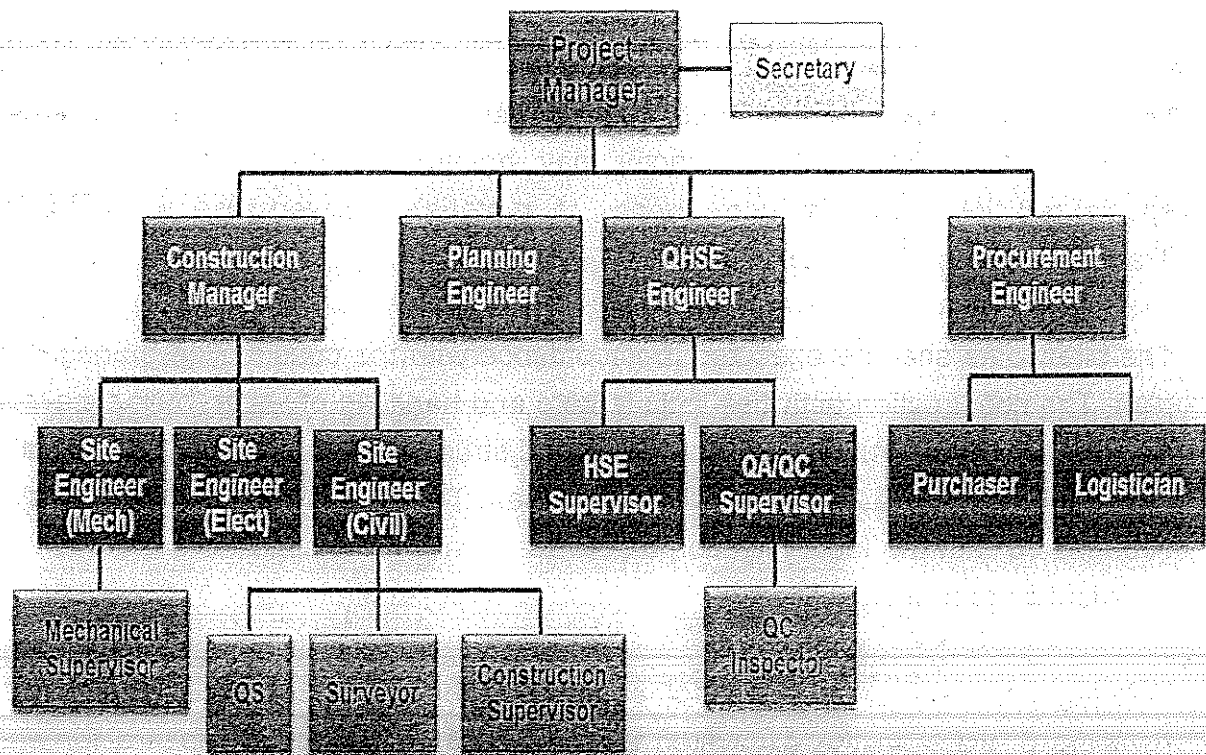 Project
Manager
Secretary
Construction
Manager
Planning
Engineer
QHSE
Engineer
Procurement
Engineer
Site
Engineer
(Mech)
Site
Engineer
(Elect)
Site
Engineer
(Civil)
HSE
Supervisor
QA/QC
Supervisor
Purchaser
Logistician
Mechanical
Supervisor
QS
Surveyor
Construction
Supervisor
QC
Inspector